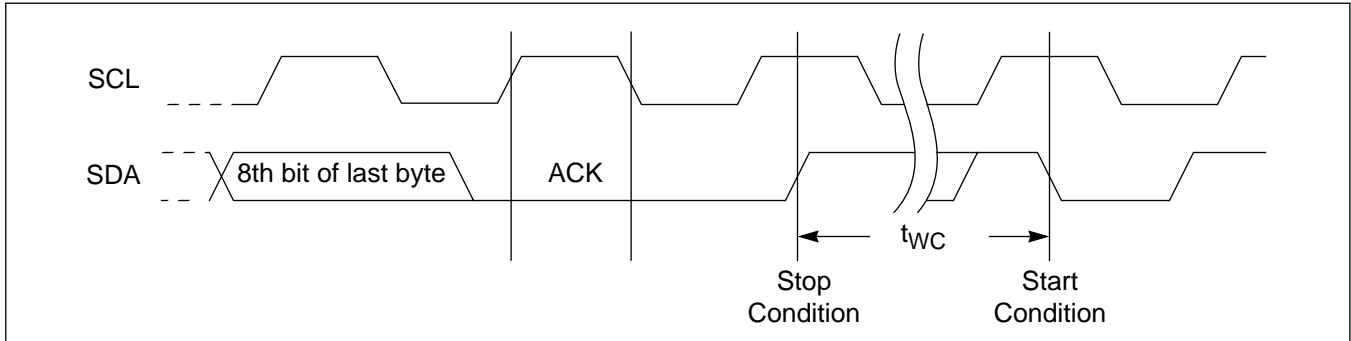 SCL
SDA
8th bit of last byte
ACK
tWC
Stop
Condition
Start
Condition